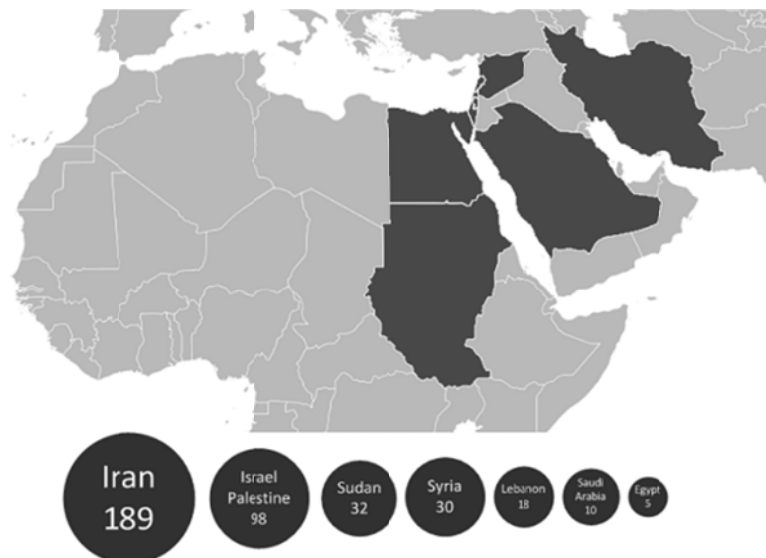 Iran
189
Israel
Palestine
98
Sudan
32
Syria
30
Lebanon
18
Saudi
Arabia
10
Egypt
5